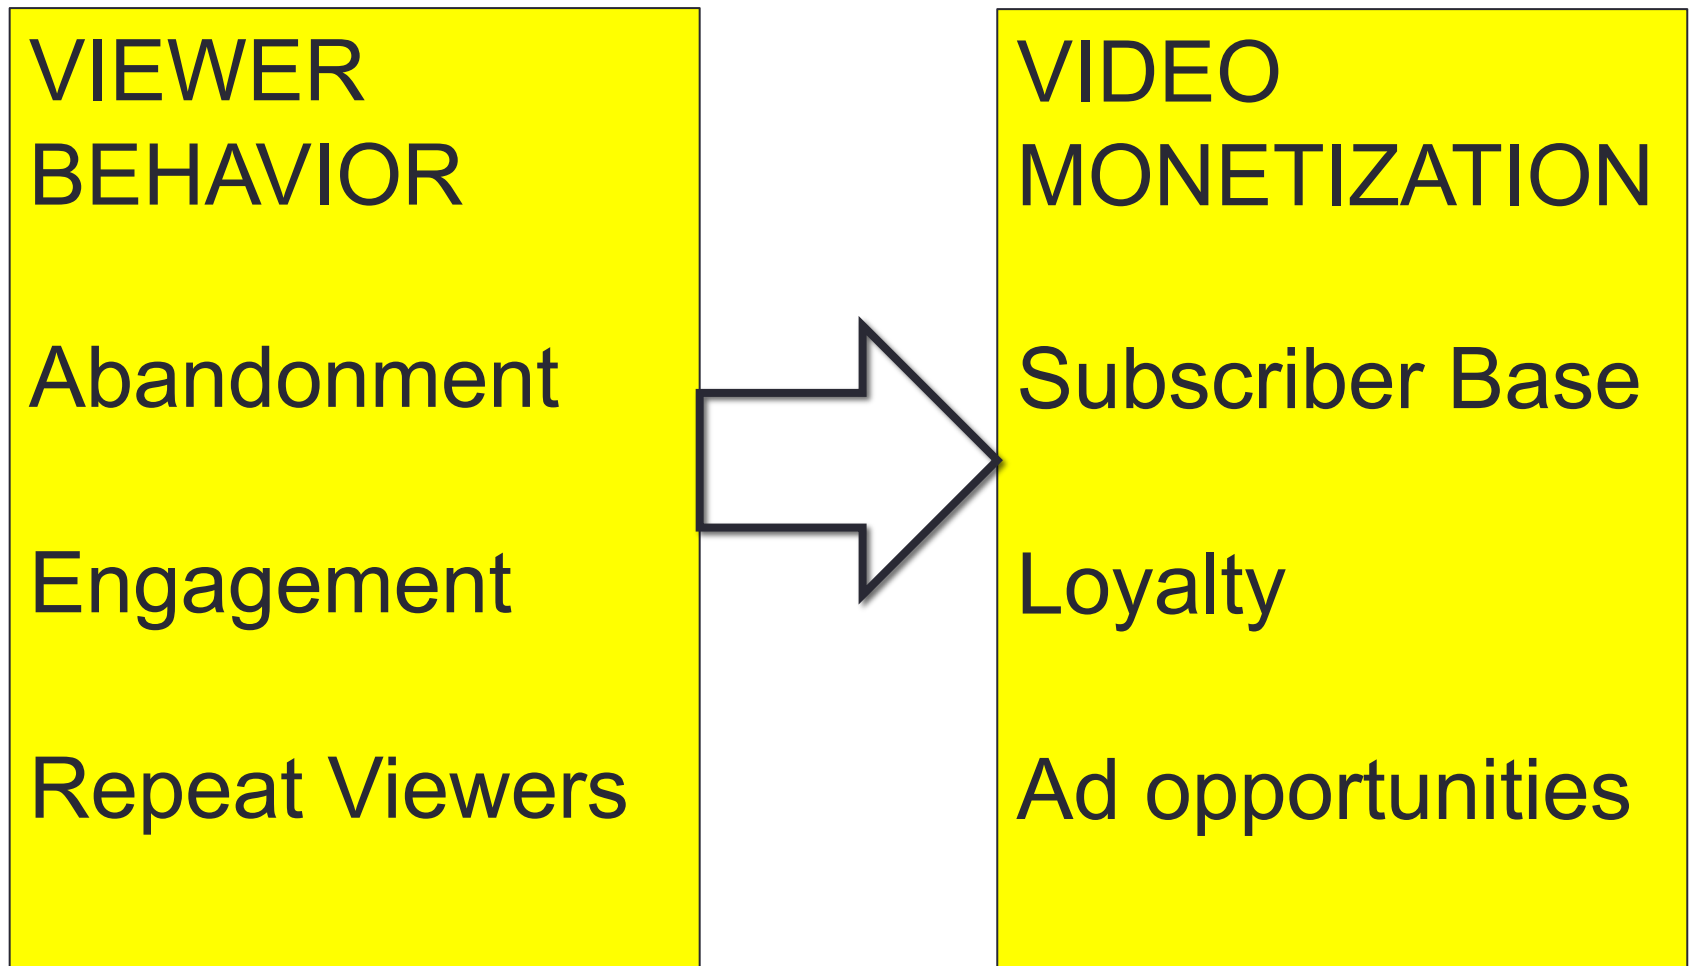 VIEWER
BEHAVIOR
Abandonment
Engagement
Repeat Viewers
VIDEO
MONETIZATION
Subscriber Base
Loyalty
Ad opportunities